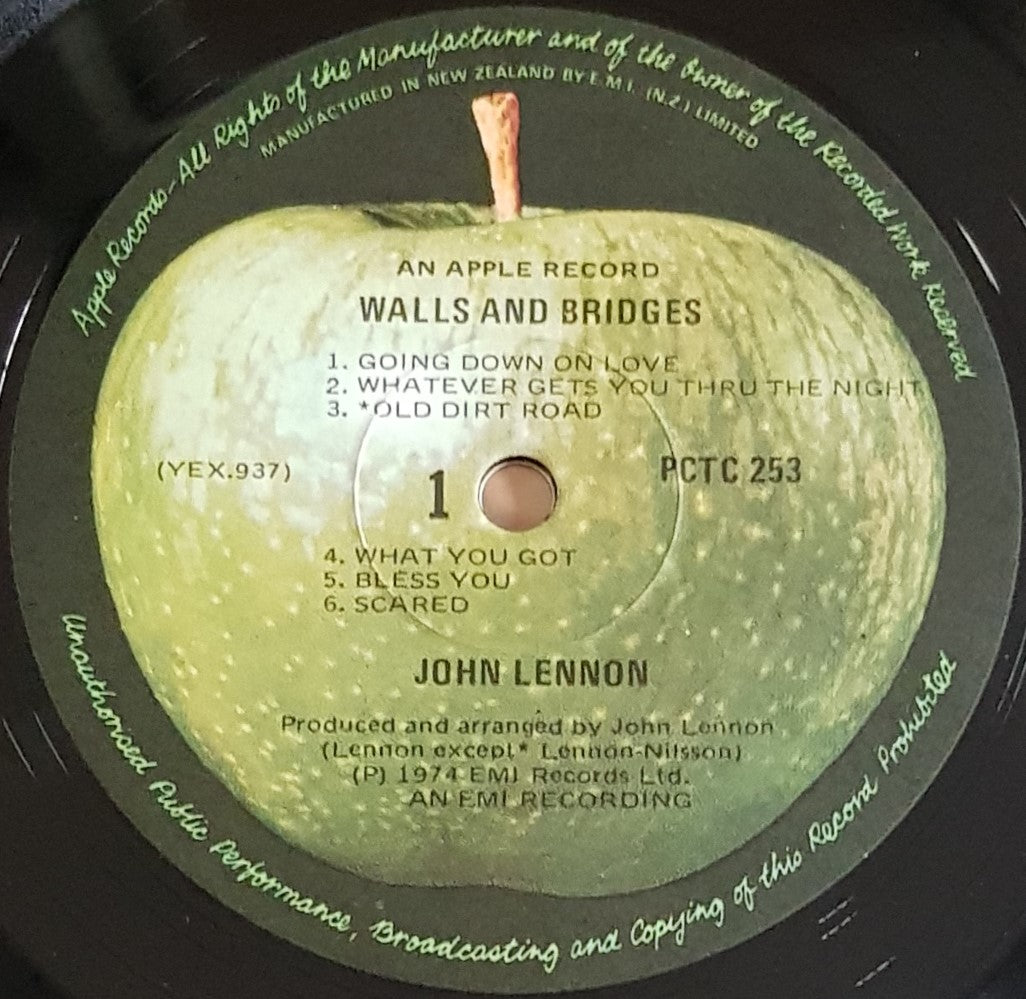 Apple Records - All Rights of the Manufacturer and of the Owner of the Recorded Work Reserved
MANUFACTURED IN NEW ZEALAND BY E.M.I. (N.Z.) LIMITED
AN APPLE RECORD
WALLS AND BRIDGES
1. GOING DOWN ON LOVE
2. WHATEVER GETS YOU THRU THE NIGHT
3. *OLD DIRT ROAD
(YEX.937)
1
PCTC 253
4. WHAT YOU GOT
5. BLESS YOU
6. SCARED
JOHN LENNON
Produced and arranged by John Lennon
(Lennon except* Lennon-Nilsson)
(P) 1974 EMI Records Ltd.
AN EMI RECORDING
Unauthorised Public Performance, Broadcasting and Copying of this Record Prohibited